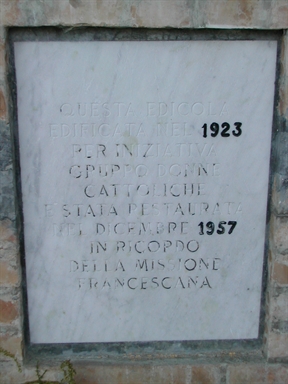 QUESTA EDICOLA
EDIFICATA NEL 1923
PER INIZIATIVA
GRUPPO DONNE
CATTOLICHE
E STATA RESTAURATA
NEL DICEMBRE 1957
IN RICORDO
DELLA MISSIONE
FRANCESCANA